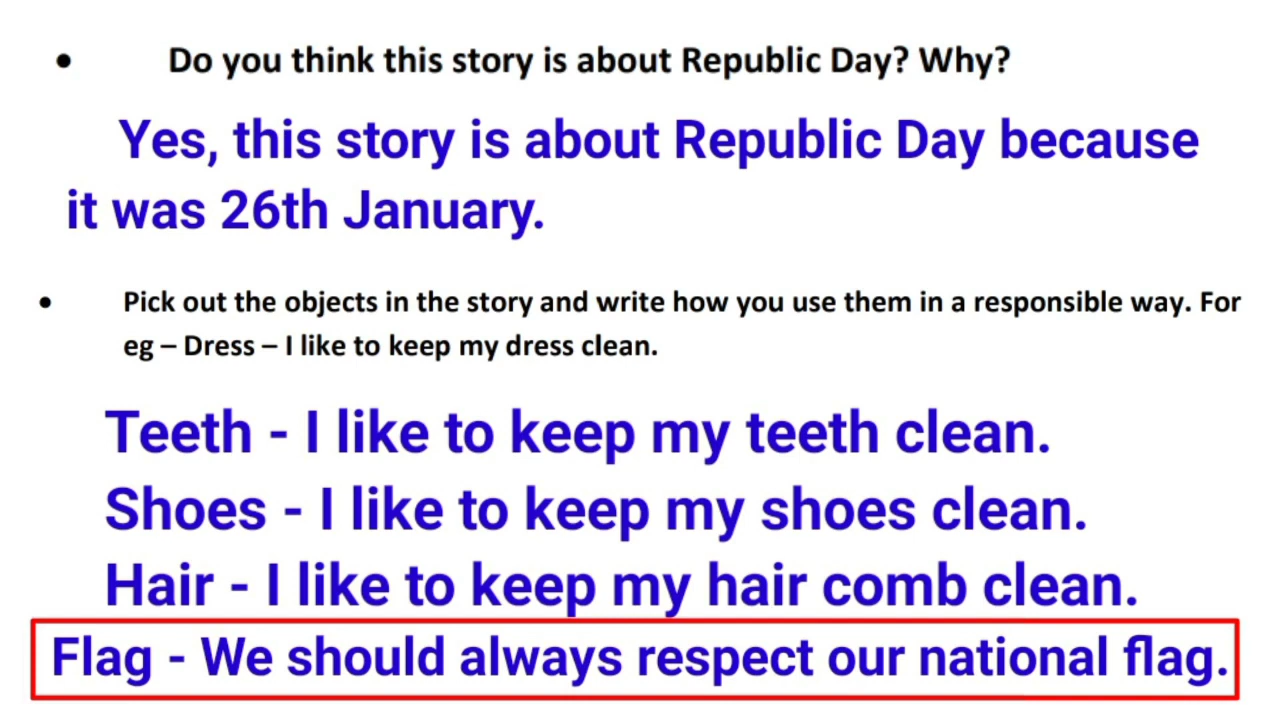 • Do you think this story is about Republic Day? Why?
Yes, this story is about Republic Day because
it was 26th January.
• Pick out the objects in the story and write how you use them in a responsible way. For
eg – Dress – I like to keep my dress clean.
Teeth - I like to keep my teeth clean.
Shoes - I like to keep my shoes clean.
Hair - I like to keep my hair comb clean.
Flag - We should always respect our national flag.